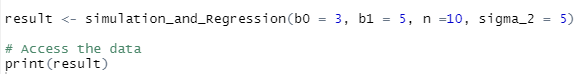 result <- simulation_and_Regression(b0 = 3, b1 = 5, n =10, sigma_2 = 5)
# Access the data
print(result)